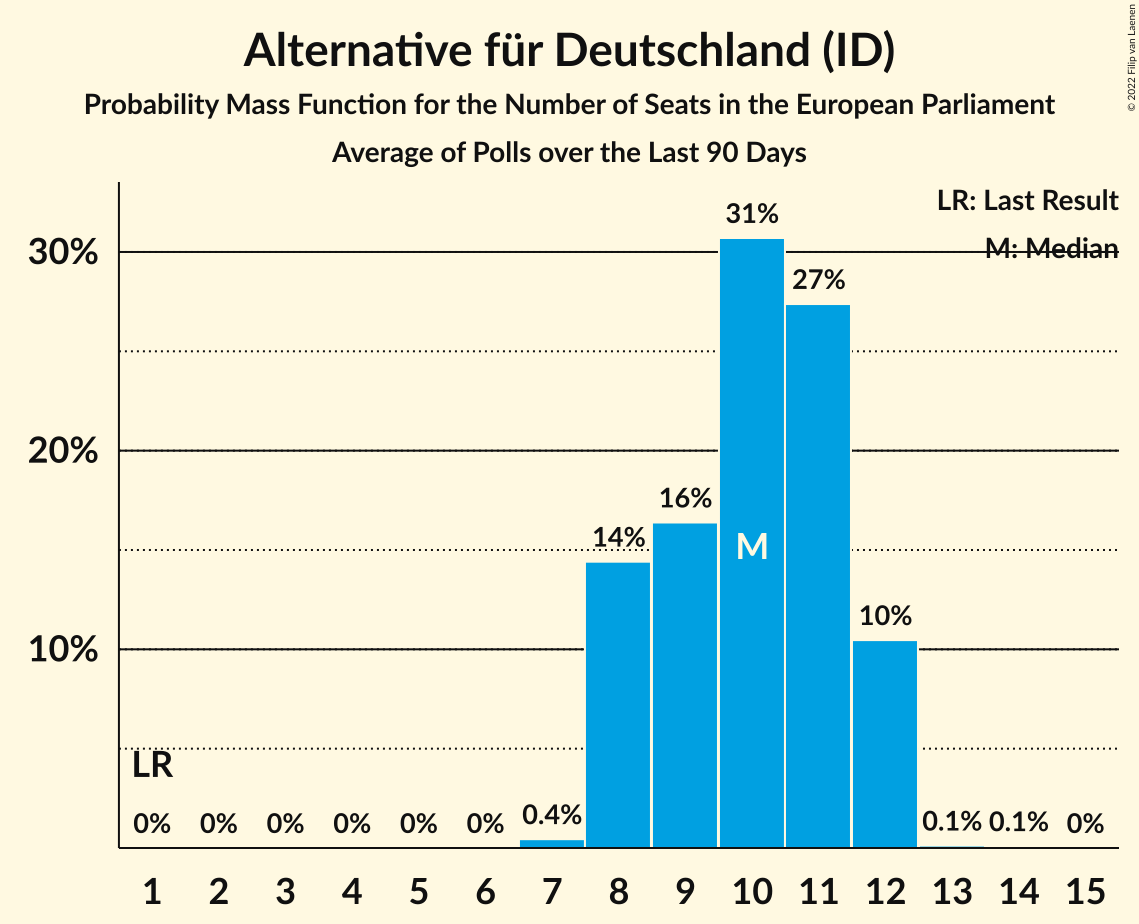 Alternative für Deutschland (ID)
Probability Mass Function for the Number of Seats in the European Parliament
Average of Polls over the Last 90 Days
© 2022 Filip van Laenen
LR: Last Result
M: Median
30%
20%
10%
31%
27%
16%
14%
M
10%
LR
0% 0% 0% 0% 0% 0% 0.4% 0.1% 0.1% 0%
1 2 3 4 5 6 7 8 9 10 11 12 13 14 15